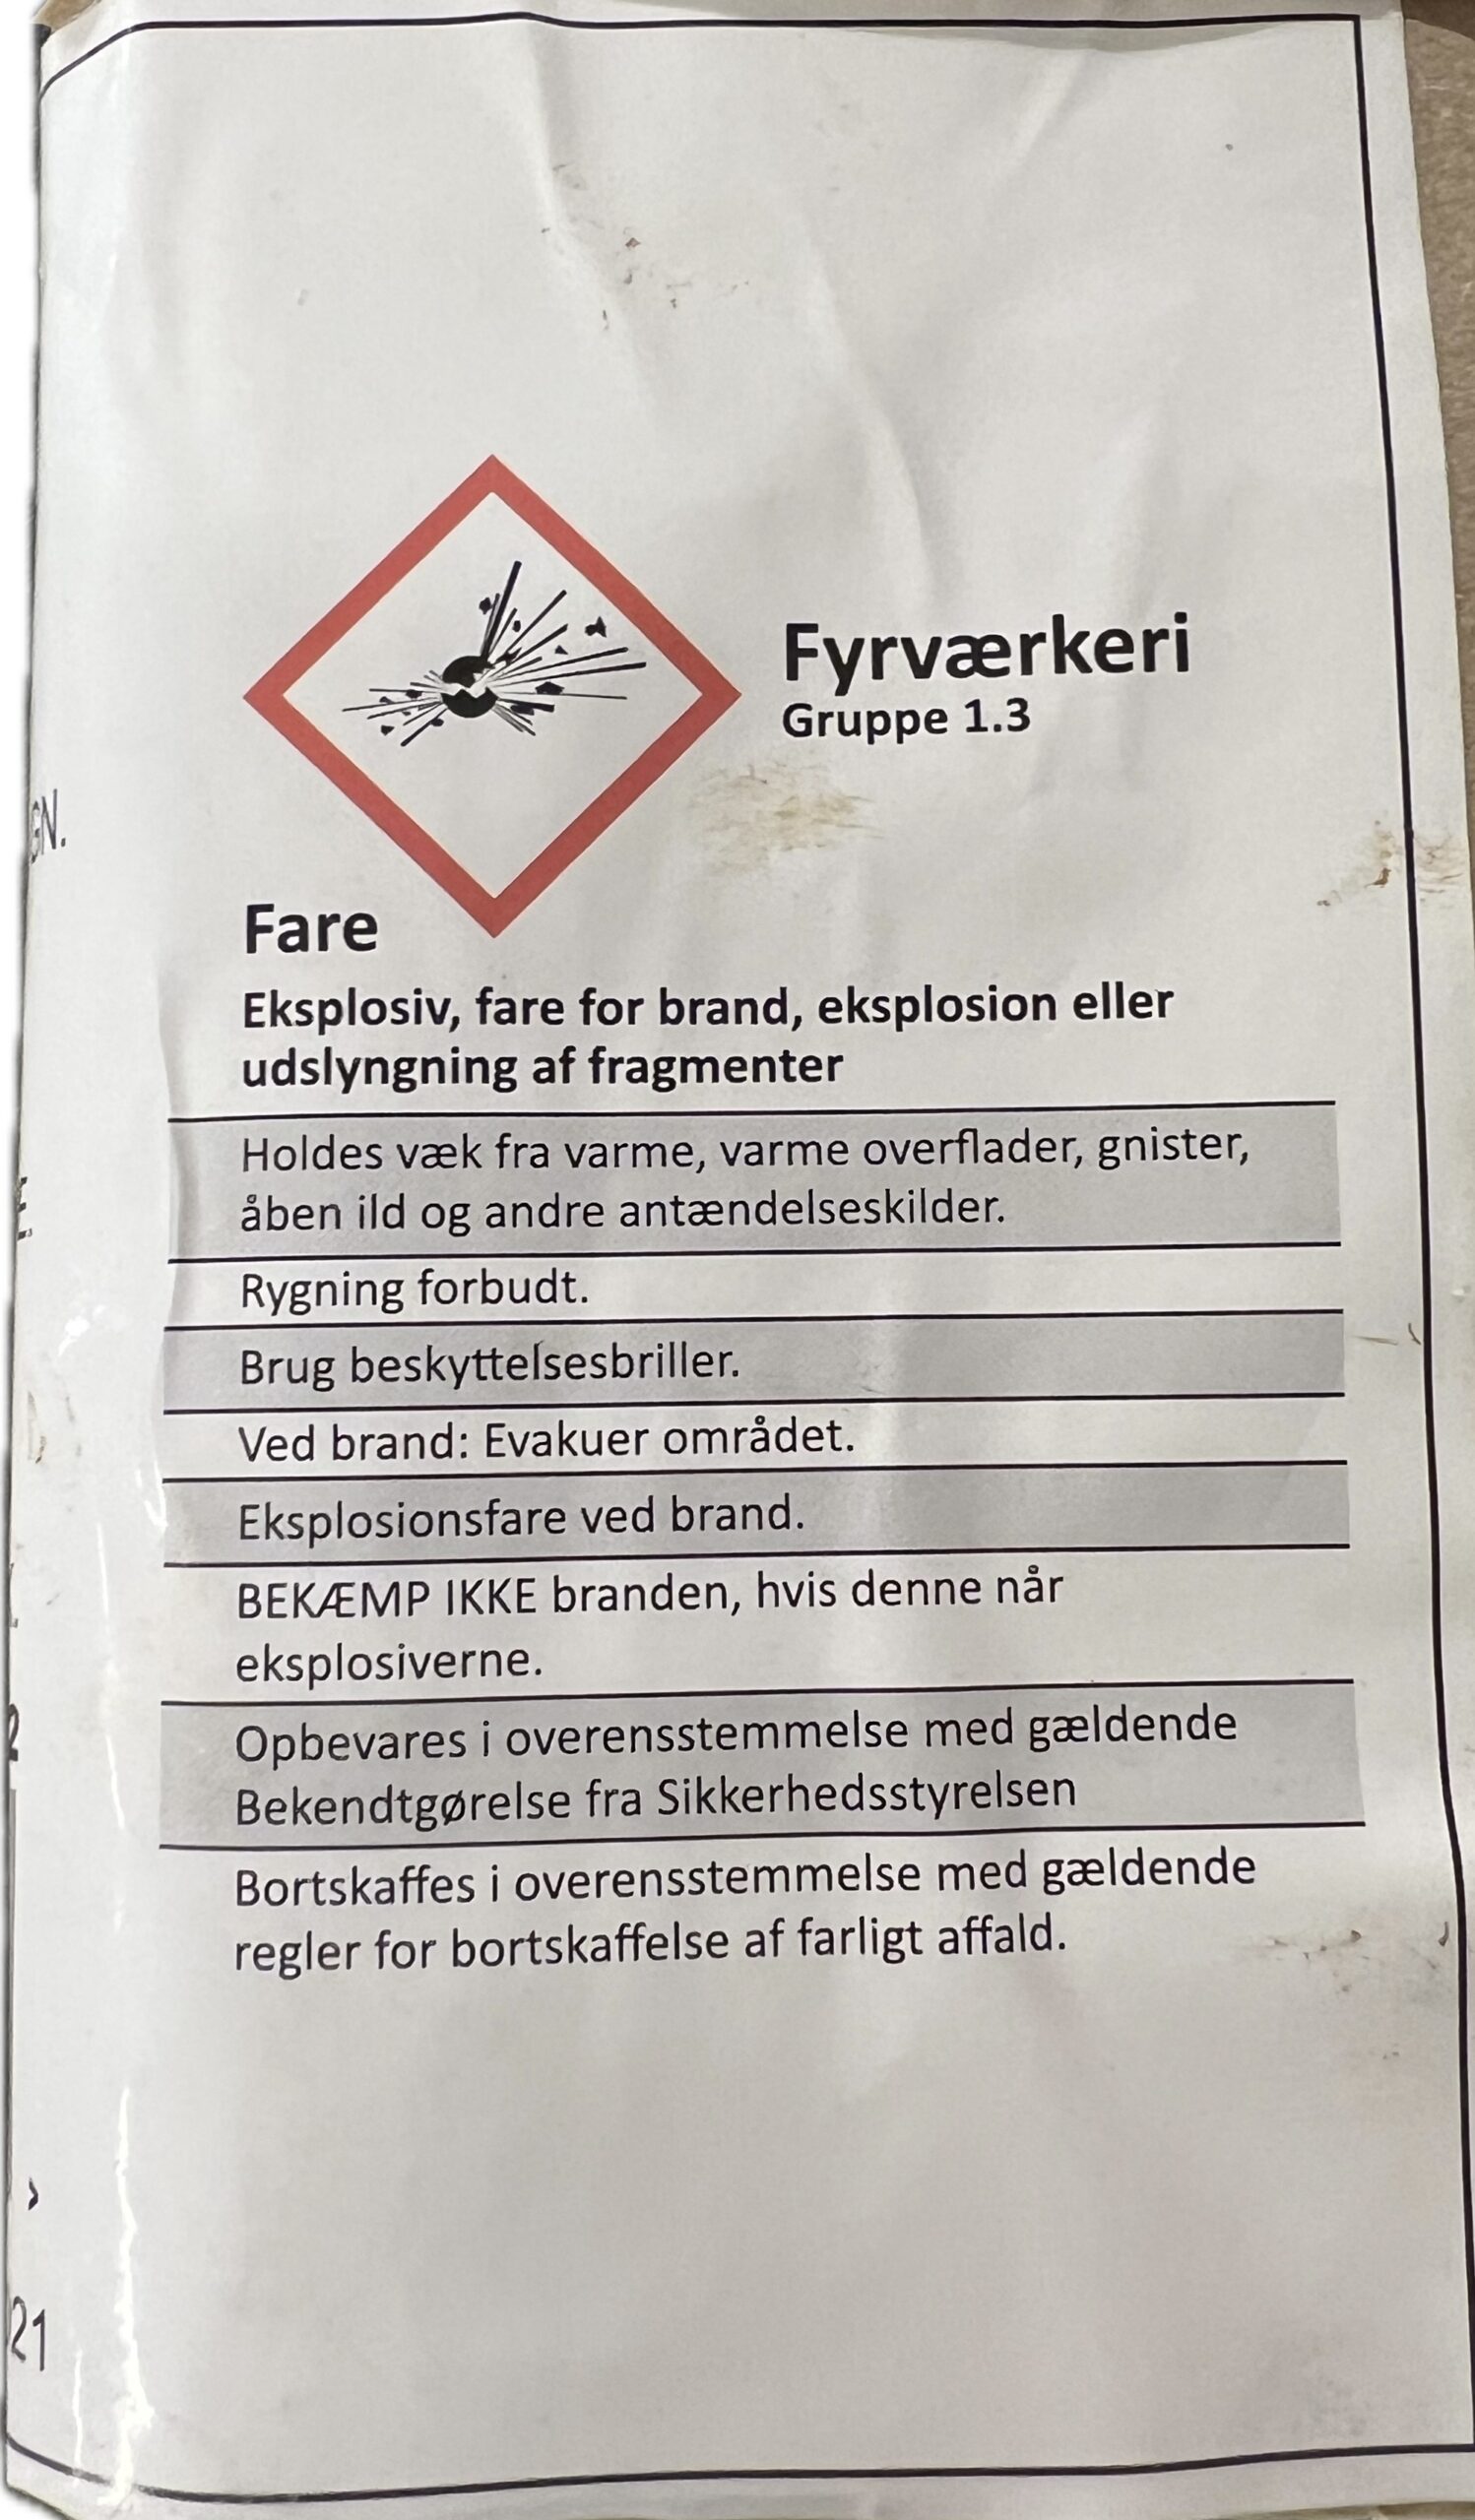 Fyrværkeri
Gruppe 1.3
Fare
Eksplosiv, fare for brand, eksplosion eller
udslyngning af fragmenter
Holdes væk fra varme, varme overflader, gnister,
åben ild og andre antændelseskilder.
Rygning forbudt.
Brug beskyttelsesbriller.
Ved brand: Evakuer området.
Eksplosionsfare ved brand.
BEKÆMP IKKE branden, hvis denne når
eksplosiverne.
Opbevares i overensstemmelse med gældende
Bekendtgørelse fra Sikkerhedsstyrelsen
Bortskaffes i overensstemmelse med gældende
regler for bortskaffelse af farligt affald.
21